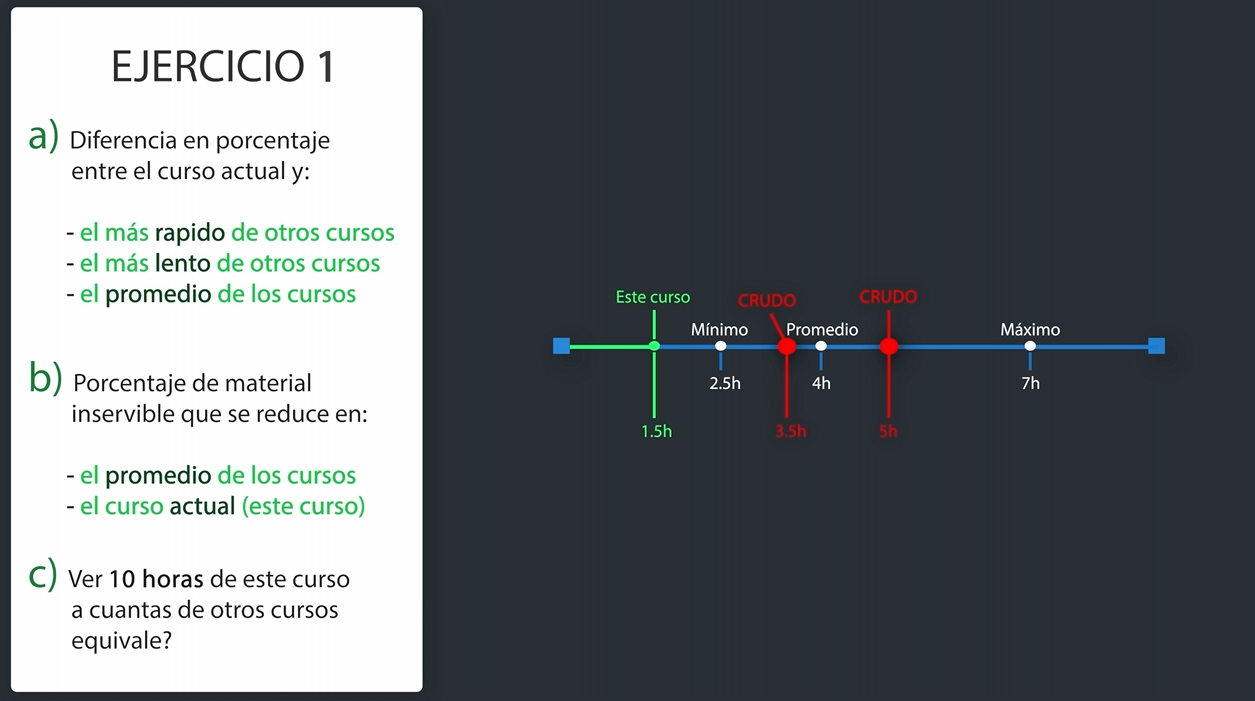 EJERCICIO 1
a) Diferencia en porcentaje
entre el curso actual y:
- el más rapido de otros cursos
- el más lento de otros cursos
- el promedio de los cursos
b) Porcentaje de material
inservible que se reduce en:
- el promedio de los cursos
- el curso actual (este curso)
c) Ver 10 horas de este curso
a cuantas de otros cursos
equivale?
Este curso
CRUDO
CRUDO
Mínimo
Promedio
Máximo
2.5h
4h
7h
1.5h
3.5h
5h